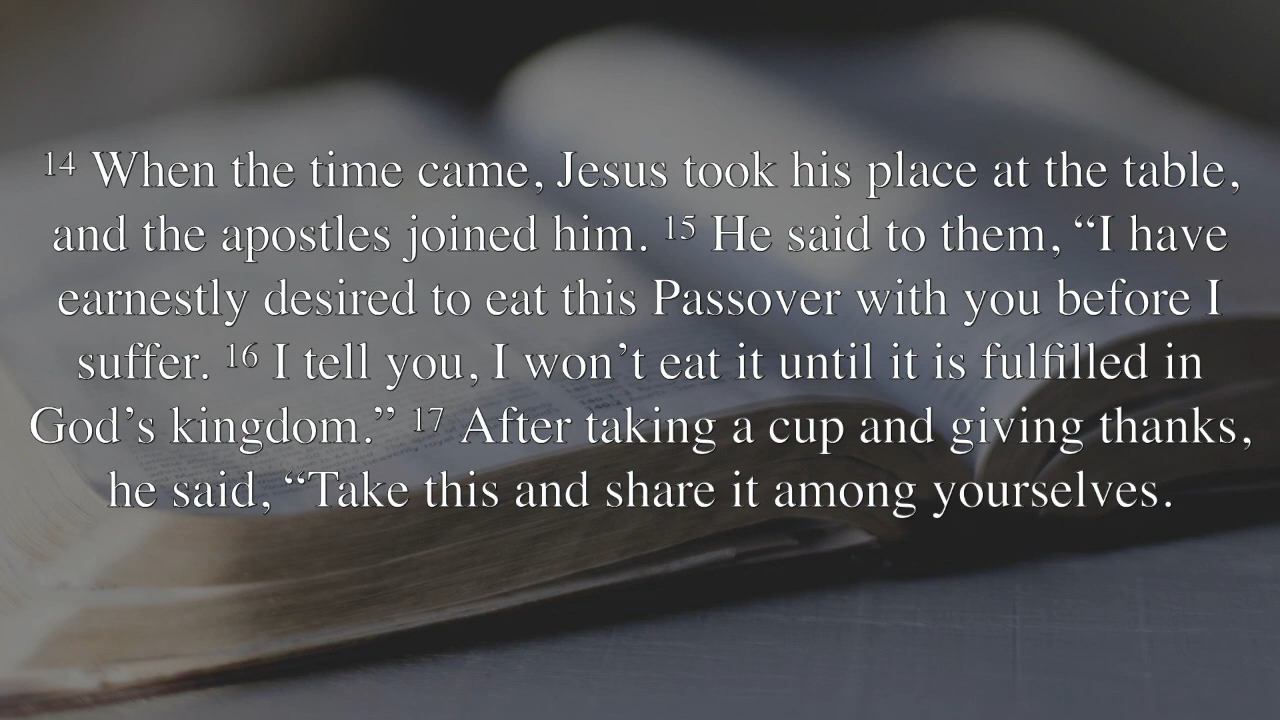 14 When the time came, Jesus took his place at the table,
and the apostles joined him. 15 He said to them, “I have
earnestly desired to eat this Passover with you before I
suffer. 16 I tell you, I won’t eat it until it is fulfilled in
God’s kingdom.” 17 After taking a cup and giving thanks,
he said, “Take this and share it among yourselves.